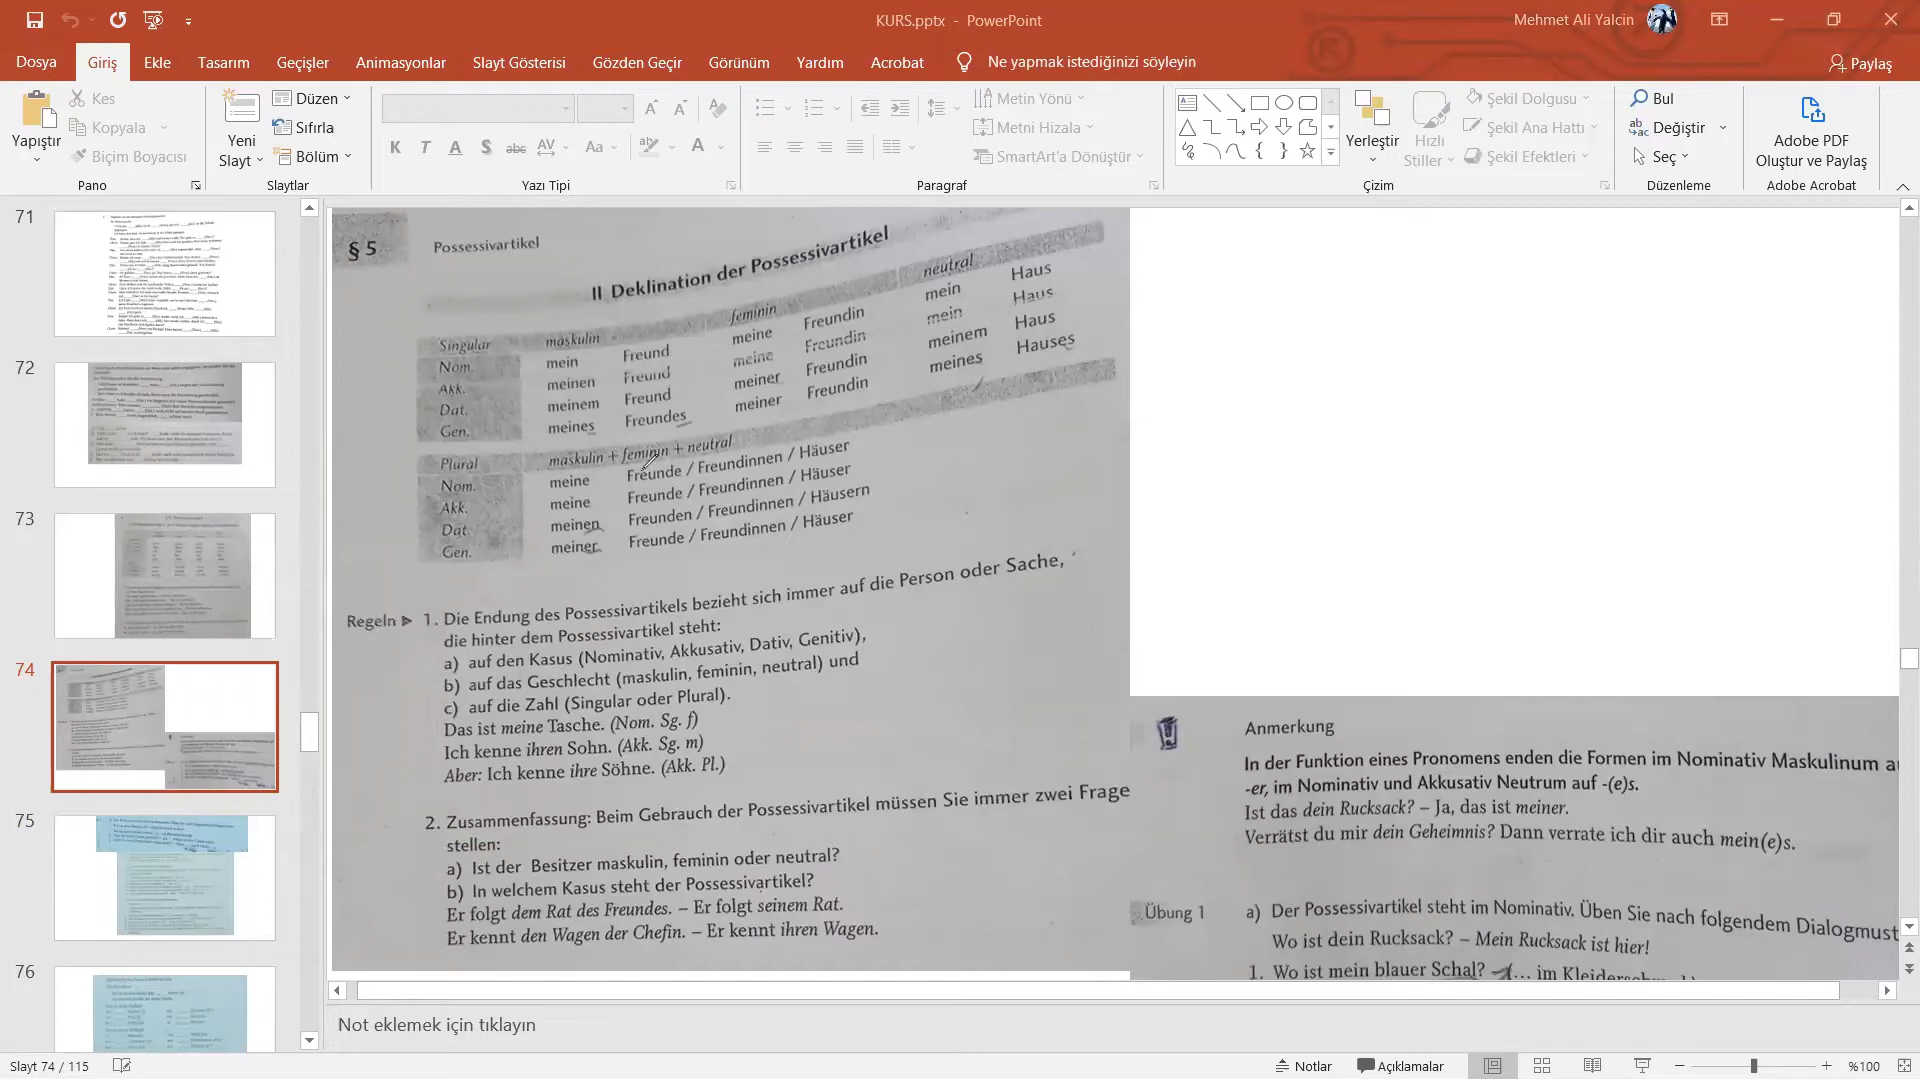 KURS.pptx - PowerPoint
Mehmet Ali Yalcin
Dosya Giriş Ekle Tasarım Geçişler Animasyonlar Slayt Gösterisi Gözden Geçir Görünüm Yardım Acrobat Ne yapmak istediğinizi söyleyin Paylaş
Yapıştır
Kes
Kopyala
Biçim Boyacısı
Pano
Yeni Slayt
Düzen
Sıfırla
Bölüm
Slaytlar
K T A S abc AV Aa A
Yazı Tipi
Metin Yönü
Metni Hizala
SmartArt'a Dönüştür
Paragraf
Yerleştir
Hızlı Stiller
Şekil Dolgusu
Şekil Ana Hattı
Şekil Efektleri
Çizim
Bul
Değiştir
Seç
Düzenleme
Adobe PDF
Oluştur ve Paylaş
Adobe Acrobat
71
72
73
74
75
76
§ 5 Possessivartikel
II Deklination der Possessivartikel
Singular maskulin feminin neutral
Nom. mein Freund meine Freundin mein Haus
Akk. meinen Freund meine Freundin mein Haus
Dat. meinem Freund meiner Freundin meinem Haus
Gen. meines Freundes meiner Freundin meines Hauses
Plural maskulin + feminin + neutral
Nom. meine Freunde / Freundinnen / Häuser
Akk. meine Freunde / Freundinnen / Häuser
Dat. meinen Freunden / Freundinnen / Häusern
Gen. meiner Freunde / Freundinnen / Häuser
Regeln 1. Die Endung des Possessivartikels bezieht sich immer auf die Person oder Sache,
die hinter dem Possessivartikel steht:
a) auf den Kasus (Nominativ, Akkusativ, Dativ, Genitiv),
b) auf das Geschlecht (maskulin, feminin, neutral) und
c) auf die Zahl (Singular oder Plural).
Das ist meine Tasche. (Nom. Sg. f)
Ich kenne ihren Sohn. (Akk. Sg. m)
Aber: Ich kenne ihre Söhne. (Akk. Pl.)
2. Zusammenfassung: Beim Gebrauch der Possessivartikel müssen Sie immer zwei Frage
stellen:
a) Ist der Besitzer maskulin, feminin oder neutral?
b) In welchem Kasus steht der Possessivartikel?
Er folgt dem Rat des Freundes. – Er folgt seinem Rat.
Er kennt den Wagen der Chefin. – Er kennt ihren Wagen.
Anmerkung
In der Funktion eines Pronomens enden die Formen im Nominativ Maskulinum a
-er, im Nominativ und Akkusativ Neutrum auf -(e)s.
Ist das dein Rucksack? – Ja, das ist meiner.
Verrätst du mir dein Geheimnis? Dann verrate ich dir auch mein(e)s.
Übung 1 a) Der Possessivartikel steht im Nominativ. Üben Sie nach folgendem Dialogmust
Wo ist dein Rucksack? – Mein Rucksack ist hier!
1. Wo ist mein blauer Schal? – (... im
Not eklemek için tıklayın
Slayt 74 / 115
Notlar
Açıklamalar
%100